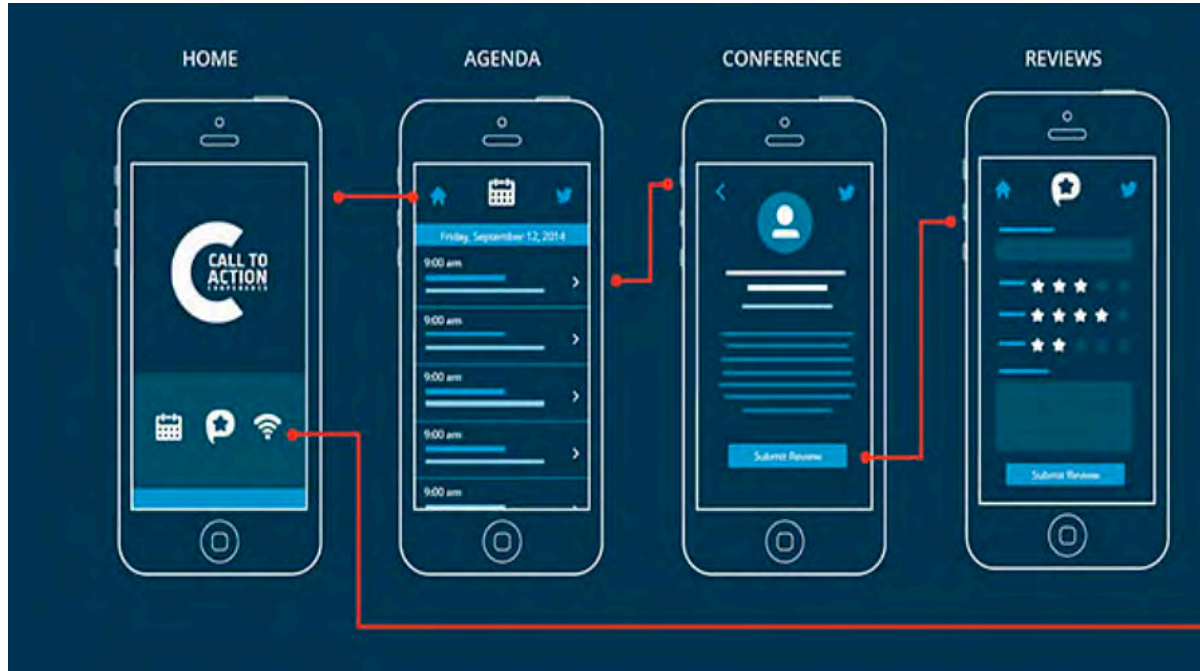 HOME
AGENDA
CONFERENCE
REVIEWS
CALL TO
ACTION
CONFERENCE
Friday, September 12, 2014
9:00 am
9:00 am
9:00 am
9:00 am
9:00 am
Submit Review
Submit Review